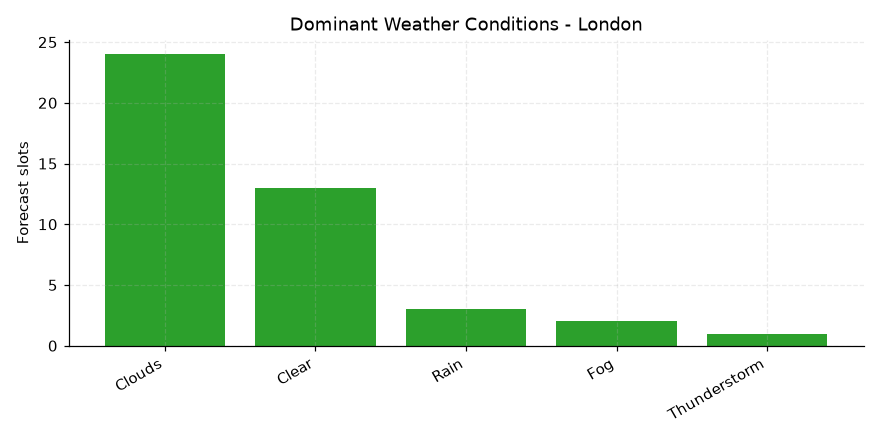 Dominant Weather Conditions - London
Forecast slots
25
20
15
10
5
0
Clouds
Clear
Rain
Fog
Thunderstorm